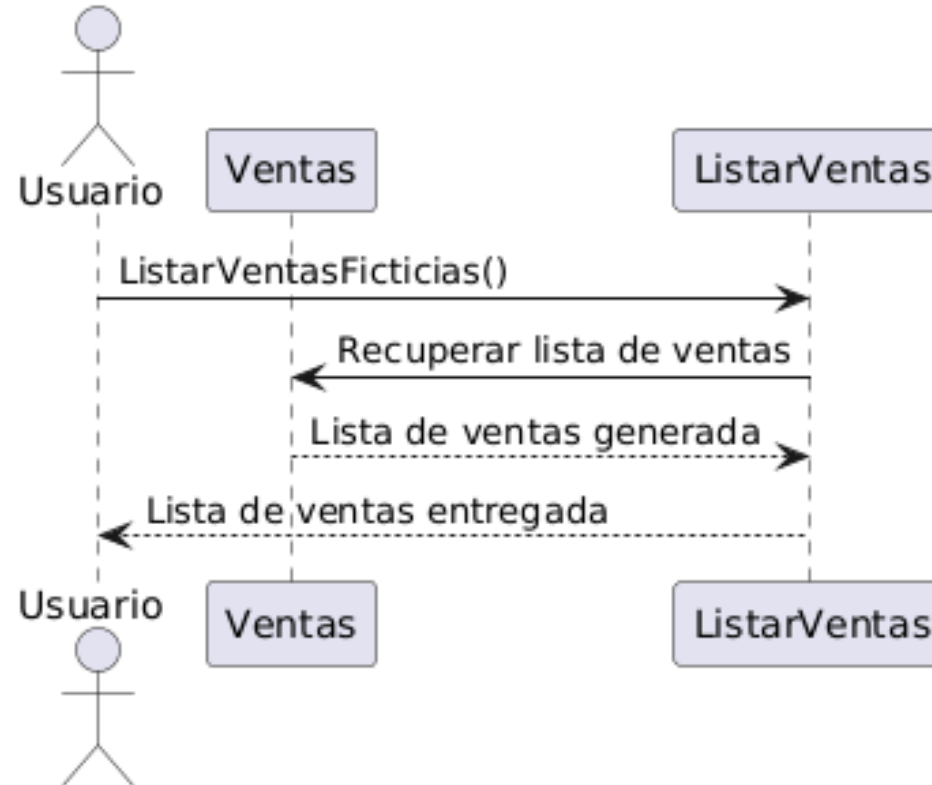 Usuario
Ventas
ListarVentas
ListarVentasFicticias()
Recuperar lista de ventas
Lista de ventas generada
Lista de ventas entregada
Usuario
Ventas
ListarVentas